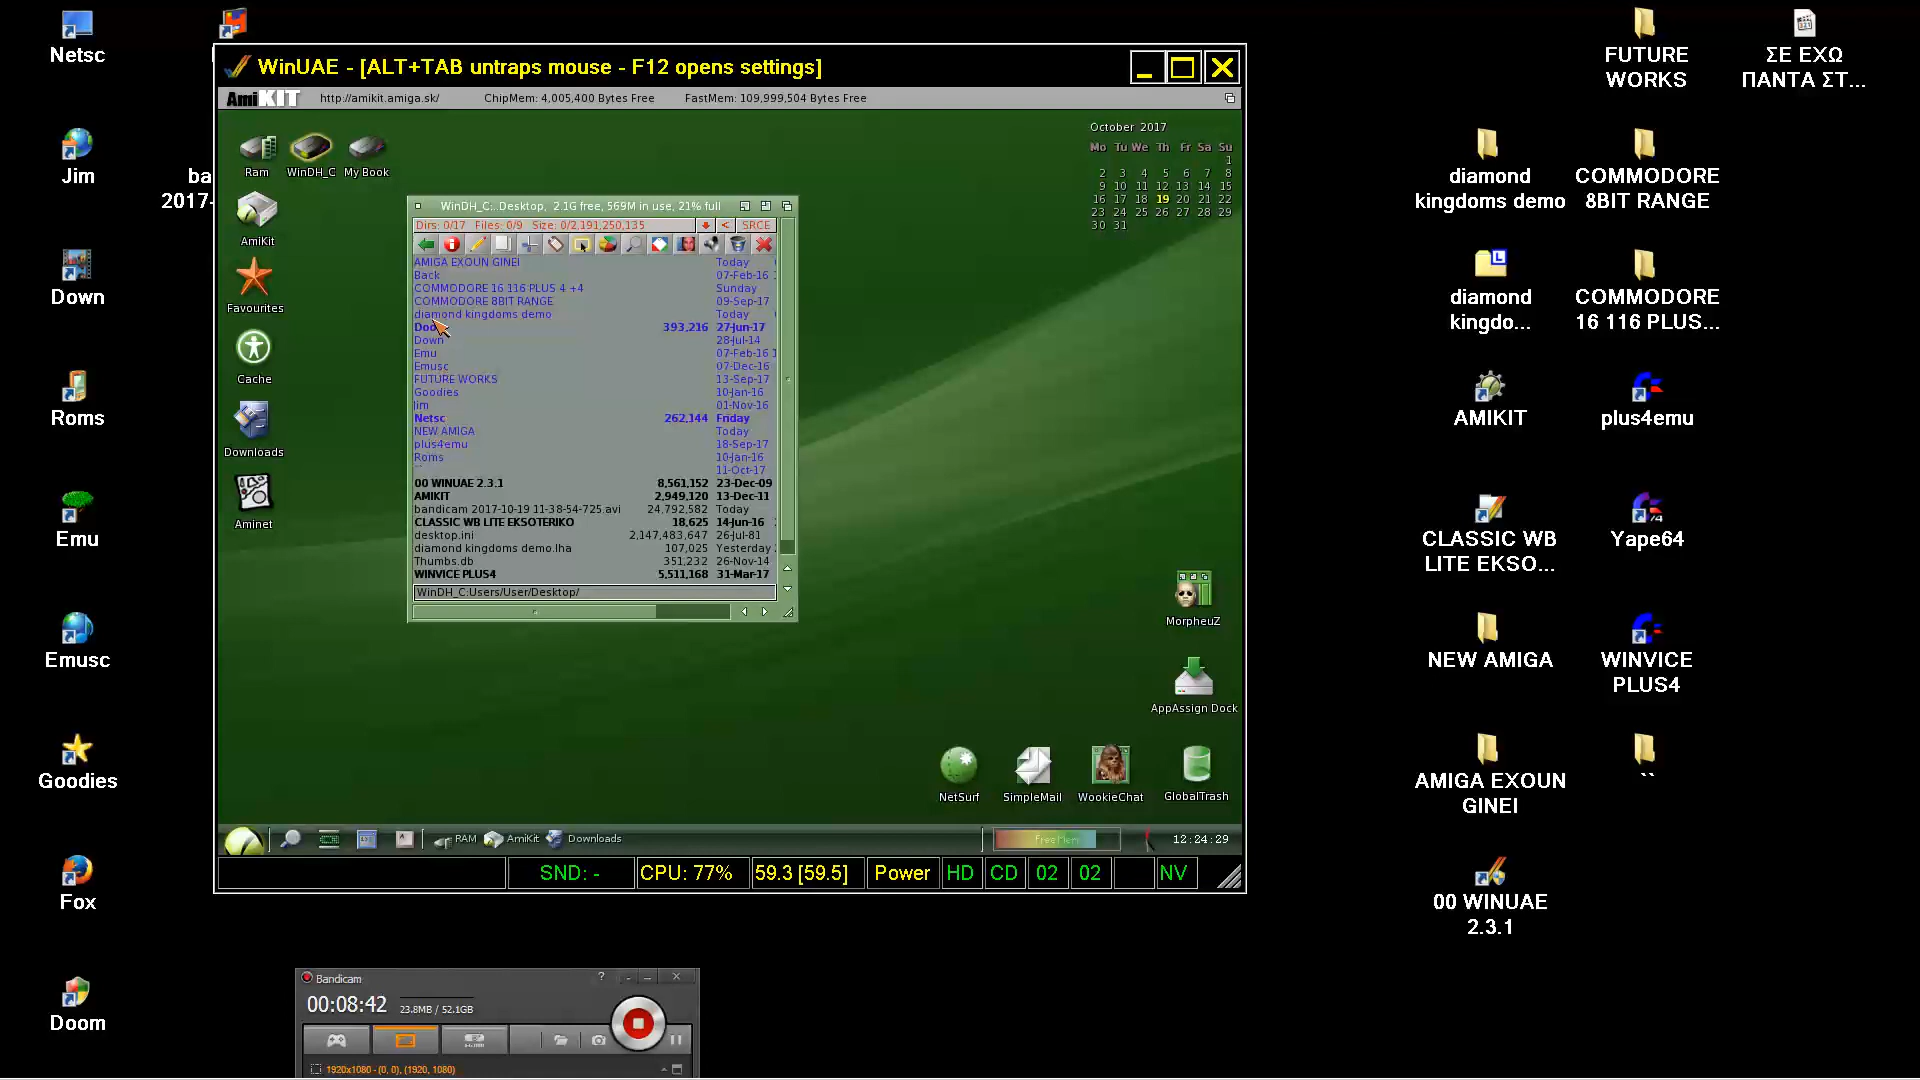 Netsc
Jim
Down
Roms
Emu
Emusc
Goodies
Fox
Doom
ba
2017-
WinUAE - [ALT+TAB untraps mouse - F12 opens settings]
AmiKIT http://amikit.amiga.sk/ ChipMem: 4,005,400 Bytes Free FastMem: 109,999,504 Bytes Free
Ram WinDH_C My Book
AmiKit
Favourites
Cache
Downloads
Aminet
October 2017
Mo Tu We Th Fr Sa Su
1
2 3 4 5 6 7 8
9 10 11 12 13 14 15
16 17 18 19 20 21 22
23 24 25 26 27 28 29
30 31
WinDH_C:..Desktop, 2.1G free, 569M in use, 21% full
Dirs: 0/17 Files: 0/9 Size: 0/2,191,250,135 < SRCE
AMIGA EXOUN GINEI Today
Back 07-Feb-16
COMMODORE 16 116 PLUS 4 +4 Sunday
COMMODORE 8BIT RANGE 09-Sep-17
diamond kingdoms demo Today
393,216 27-Jun-17
Down 28-Jul-14
Emu 07-Feb-16
Emusc 07-Dec-16
FUTURE WORKS 13-Sep-17
Goodies 10-Jan-16
Jim 01-Nov-16
Netsc 262,144 Friday
NEW AMIGA Today
plus4emu 18-Sep-17
Roms 10-Jan-16
`` 11-Oct-17
00 WINUAE 2.3.1 8,561,152 23-Dec-09
AMIKIT 2,949,120 13-Dec-11
bandicam 2017-10-19 11-38-54-725.avi 24,792,582 Today
CLASSIC WB LITE EKSOTERIKO 18,625 14-Jun-16
desktop.ini 2,147,483,647 26-Jul-81
diamond kingdoms demo.lha 107,025 Yesterday
Thumbs.db 351,232 26-Nov-14
WINVICE PLUS4 5,511,168 31-Mar-17
WinDH_C:Users/User/Desktop/
MorpheuZ
AppAssign Dock
NetSurf SimpleMail WookieChat GlobalTrash
RAM AmiKit Downloads FreeMem 12:24:29
SND: - CPU: 77% 59.3 [59.5] Power HD CD 02 02 NV
Bandicam
00:08:42 23.8MB / 52.1GB
1920x1080 - (0, 0), (1920, 1080)
FUTURE
WORKS
ΣΕ ΕΧΩ
ΠΑΝΤΑ ΣΤ...
diamond
kingdoms demo
COMMODORE
8BIT RANGE
diamond
kingdo...
COMMODORE
16 116 PLUS...
AMIKIT
plus4emu
CLASSIC WB
LITE EKSO...
Yape64
NEW AMIGA
WINVICE
PLUS4
AMIGA EXOUN
GINEI
``
00 WINUAE
2.3.1